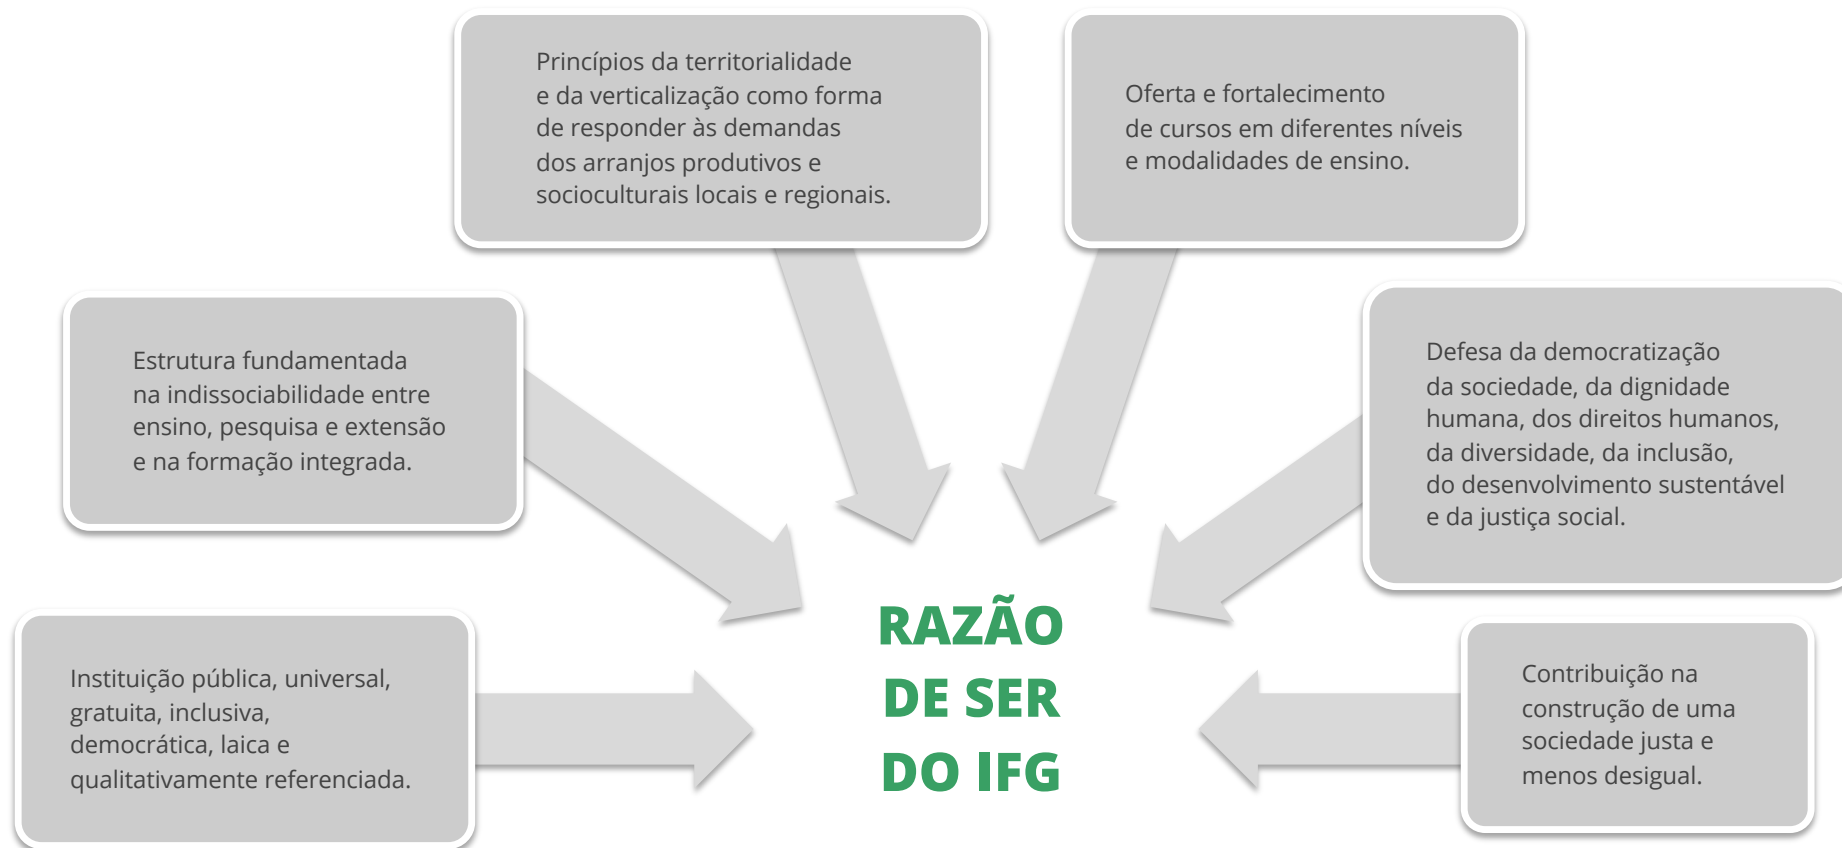 Princípios da territorialidade
e da verticalização como forma
de responder às demandas
dos arranjos produtivos e
socioculturais locais e regionais.
Oferta e fortalecimento
de cursos em diferentes níveis
e modalidades de ensino.
Estrutura fundamentada
na indissociabilidade entre
ensino, pesquisa e extensão
e na formação integrada.
Defesa da democratização
da sociedade, da dignidade
humana, dos direitos humanos,
da diversidade, da inclusão,
do desenvolvimento sustentável
e da justiça social.
Instituição pública, universal,
gratuita, inclusiva,
democrática, laica e
qualitativamente referenciada.
RAZÃO
DE SER
DO IFG
Contribuição na
construção de uma
sociedade justa e
menos desigual.